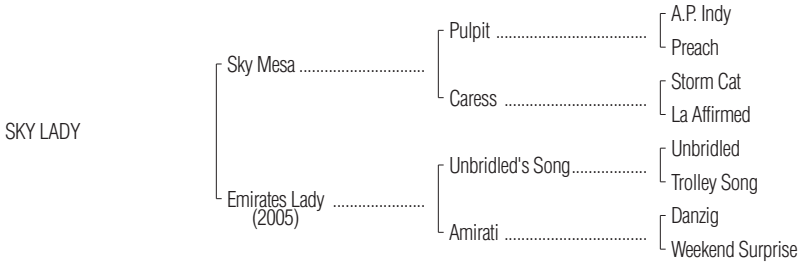 A.P. Indy
Pulpit ..........................................
Preach
Sky Mesa ...................................
Storm Cat
Caress ........................................
La Affirmed
SKY LADY
Unbridled
Unbridled's Song.....................
Trolley Song
Emirates Lady ..........................
(2005)
Danzig
Amirati ........................................
Weekend Surprise